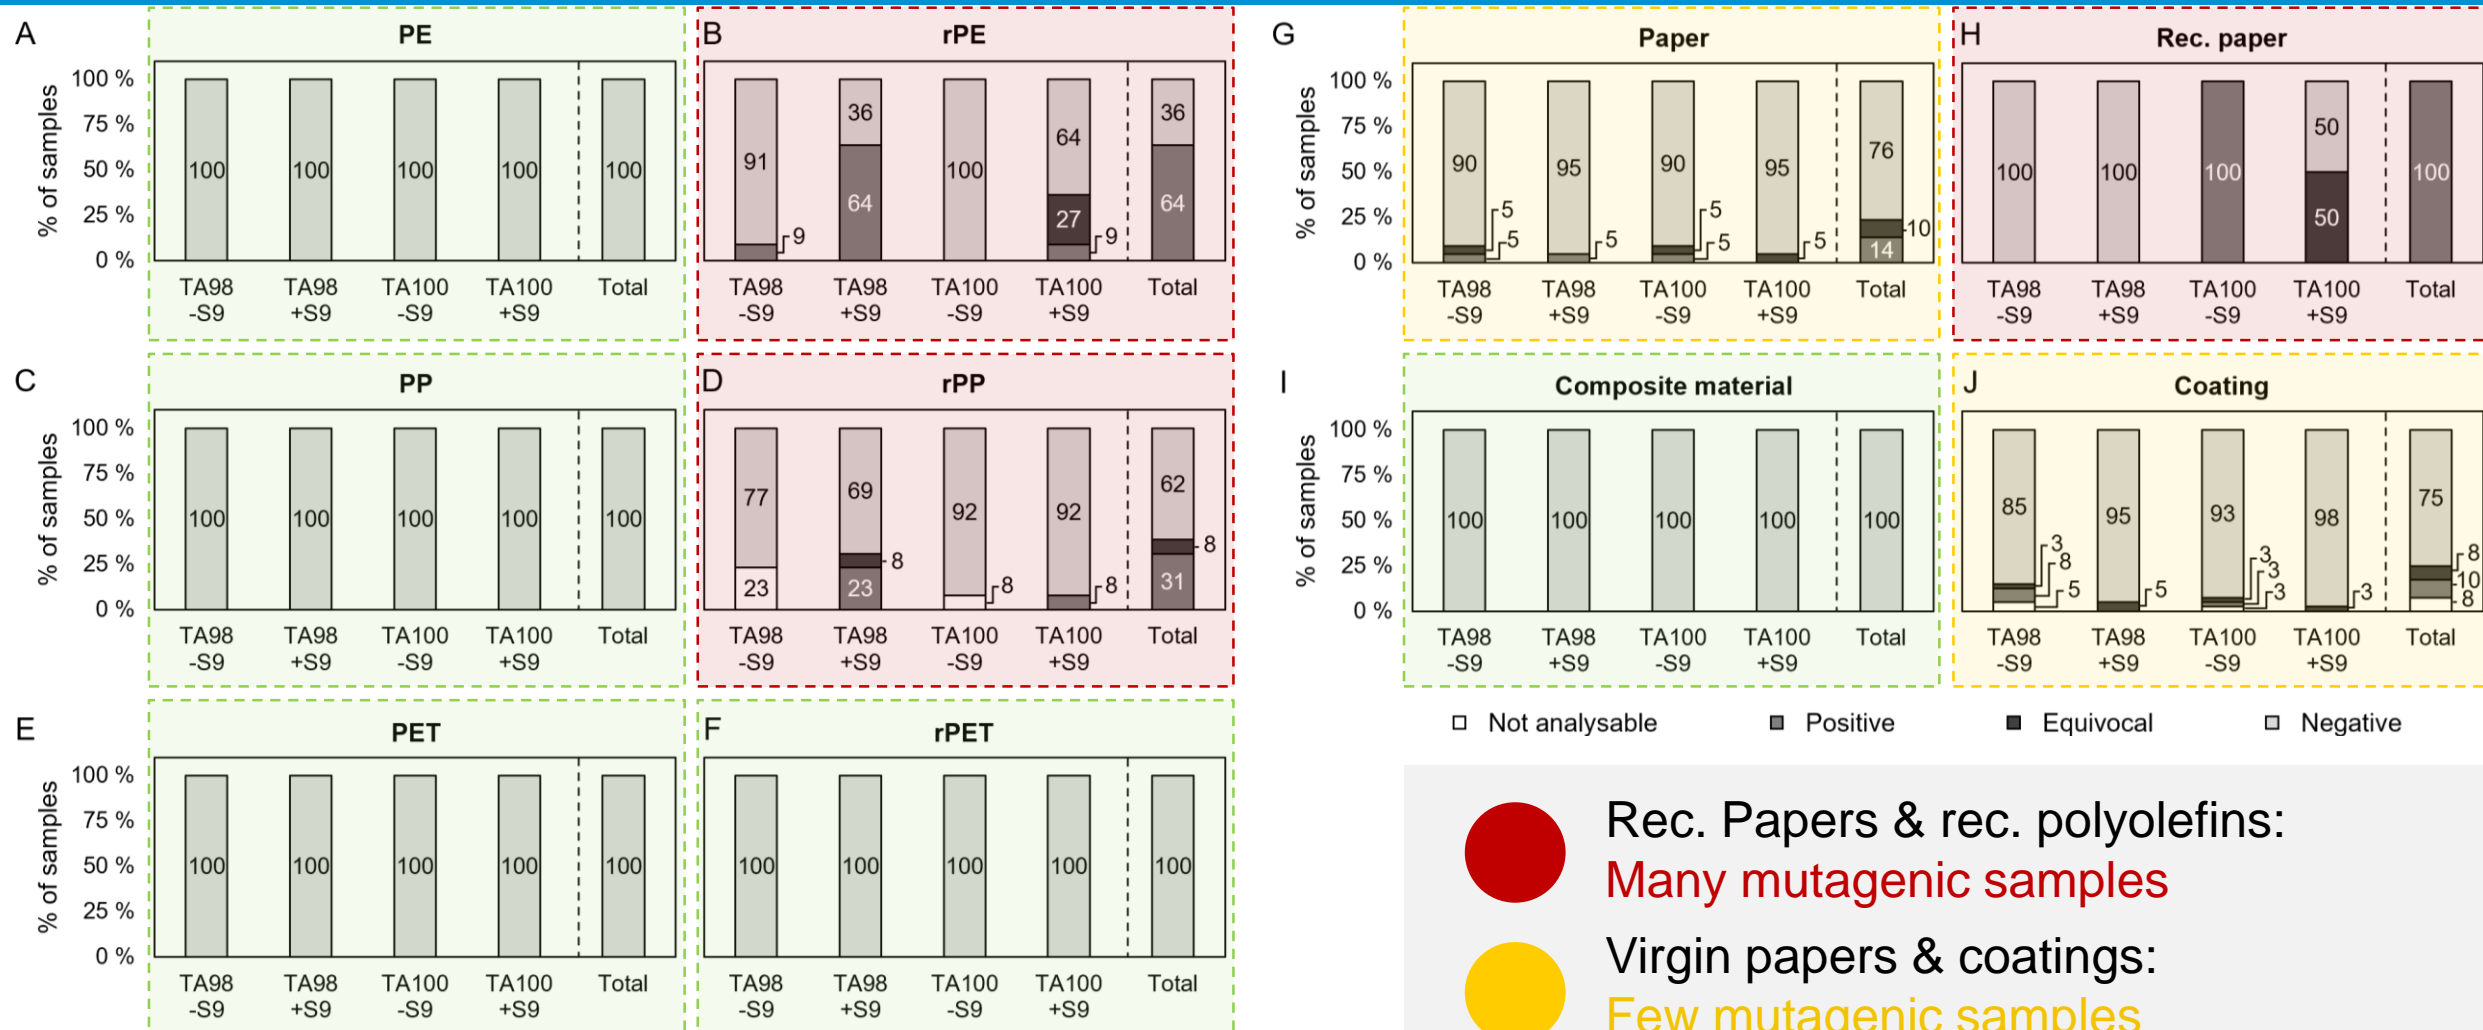 A
PE
% of samples
100 %
75 %
50 %
25 %
0 %
100
100
100
100
100
TA98 TA98 TA100 TA100 Total
-S9 +S9 -S9 +S9
B
rPE
91
9
36
64
100
64
27
9
36
64
TA98 TA98 TA100 TA100 Total
-S9 +S9 -S9 +S9
C
PP
% of samples
100 %
75 %
50 %
25 %
0 %
100
100
100
100
100
TA98 TA98 TA100 TA100 Total
-S9 +S9 -S9 +S9
D
rPP
77
23
69
8
23
92
8
92
8
62
8
31
TA98 TA98 TA100 TA100 Total
-S9 +S9 -S9 +S9
E
PET
% of samples
100 %
75 %
50 %
25 %
0 %
100
100
100
100
100
TA98 TA98 TA100 TA100 Total
-S9 +S9 -S9 +S9
F
rPET
100
100
100
100
100
TA98 TA98 TA100 TA100 Total
-S9 +S9 -S9 +S9
G
Paper
% of samples
100 %
75 %
50 %
25 %
0 %
90
5
5
95
5
90
5
5
95
5
76
10
14
TA98 TA98 TA100 TA100 Total
-S9 +S9 -S9 +S9
H
Rec. paper
100
100
100
50
50
100
TA98 TA98 TA100 TA100 Total
-S9 +S9 -S9 +S9
I
Composite material
% of samples
100 %
75 %
50 %
25 %
0 %
100
100
100
100
100
TA98 TA98 TA100 TA100 Total
-S9 +S9 -S9 +S9
J
Coating
85
3
8
5
95
5
93
3
3
3
98
3
75
8
10
8
TA98 TA98 TA100 TA100 Total
-S9 +S9 -S9 +S9
Not analysable Positive Equivocal Negative
Rec. Papers & rec. polyolefins:
Many mutagenic samples
Virgin papers & coatings:
Few mutagenic samples